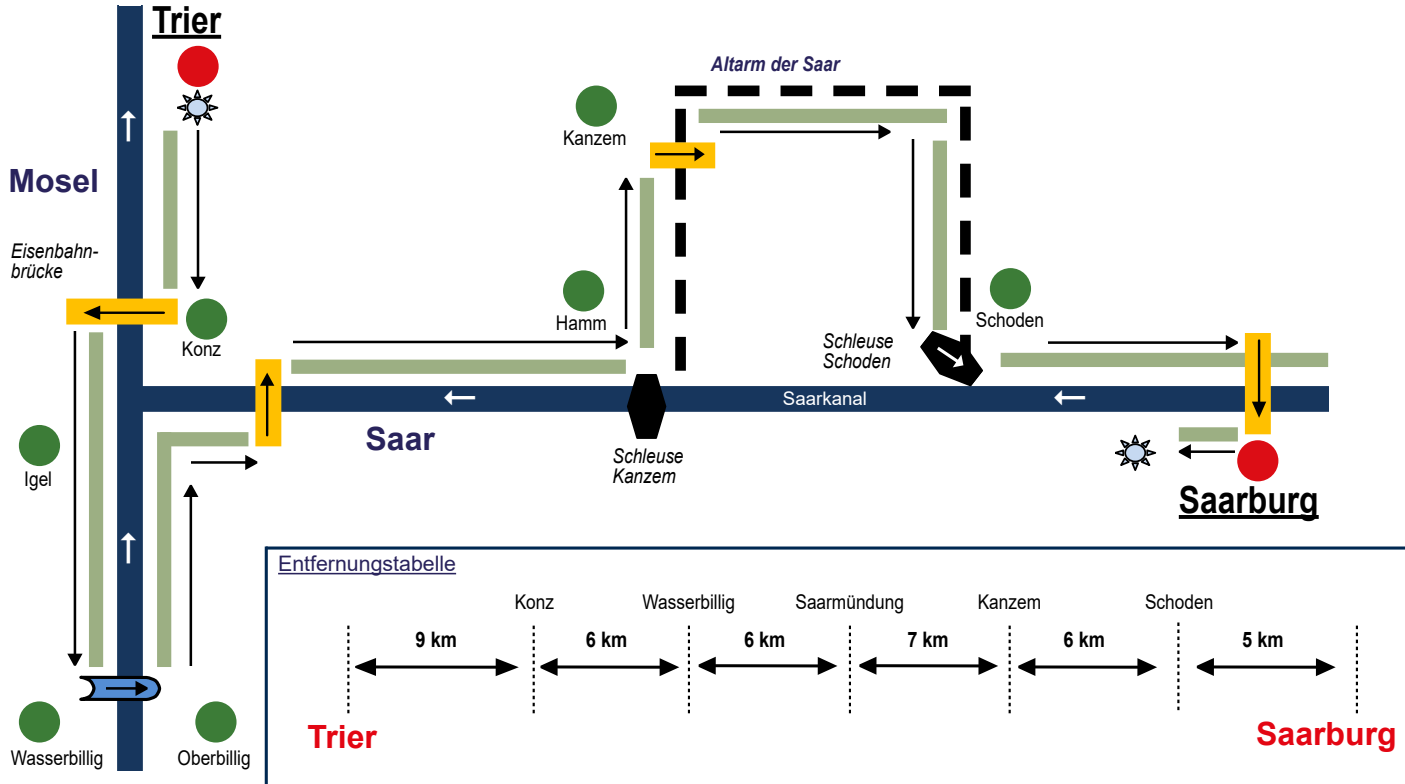 Trier
Altarm der Saar
Kanzem
Mosel
Eisenbahn-
brücke
Konz
Hamm
Schoden
Schleuse
Schoden
Saarkanal
Saar
Igel
Schleuse
Kanzem
Saarburg
Wasserbillig
Oberbillig
Entfernungstabelle
Konz Wasserbillig Saarmündung Kanzem Schoden
9 km 6 km 6 km 7 km 6 km 5 km
Trier Saarburg